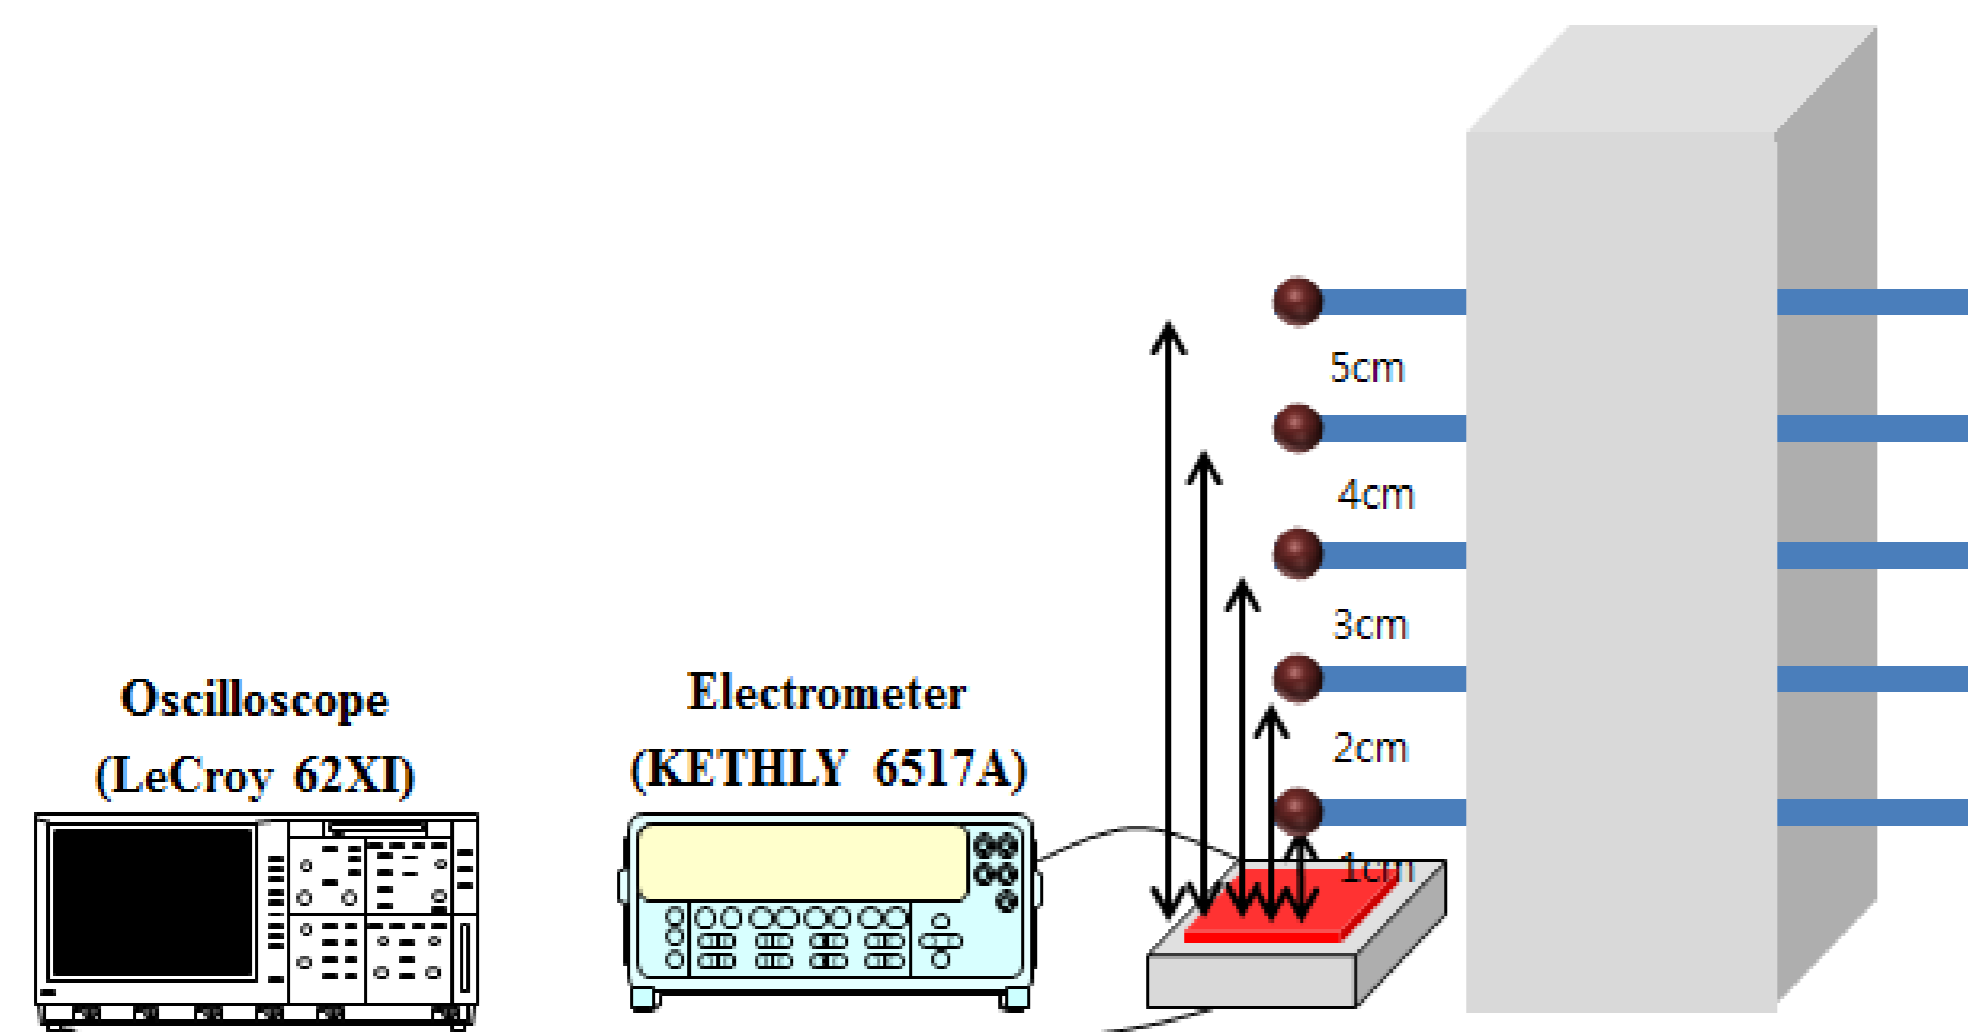 5cm
4cm
3cm
2cm
1cm
Oscilloscope
(LeCroy 62XI)
Electrometer
(KETHLY 6517A)